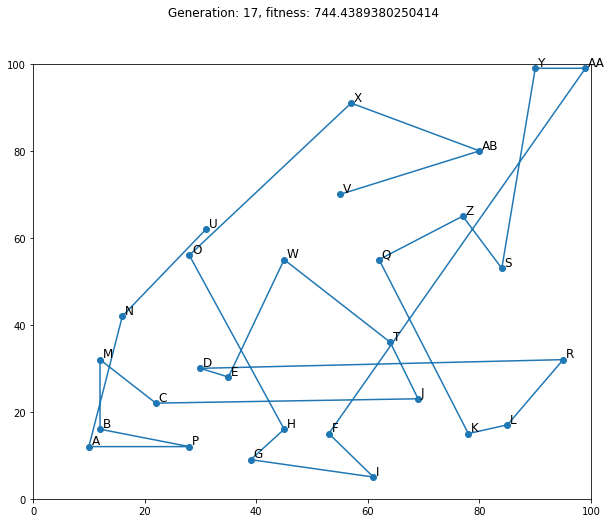 Generation: 17, fitness: 744.4389380250414
100
Y
AA
X
80
AB
V
Z
U
60
O
W
Q
S
N
40
T
M
R
D
E
C
J
20
B
H
L
F
K
A
P
G
I
0
0 20 40 60 80 100